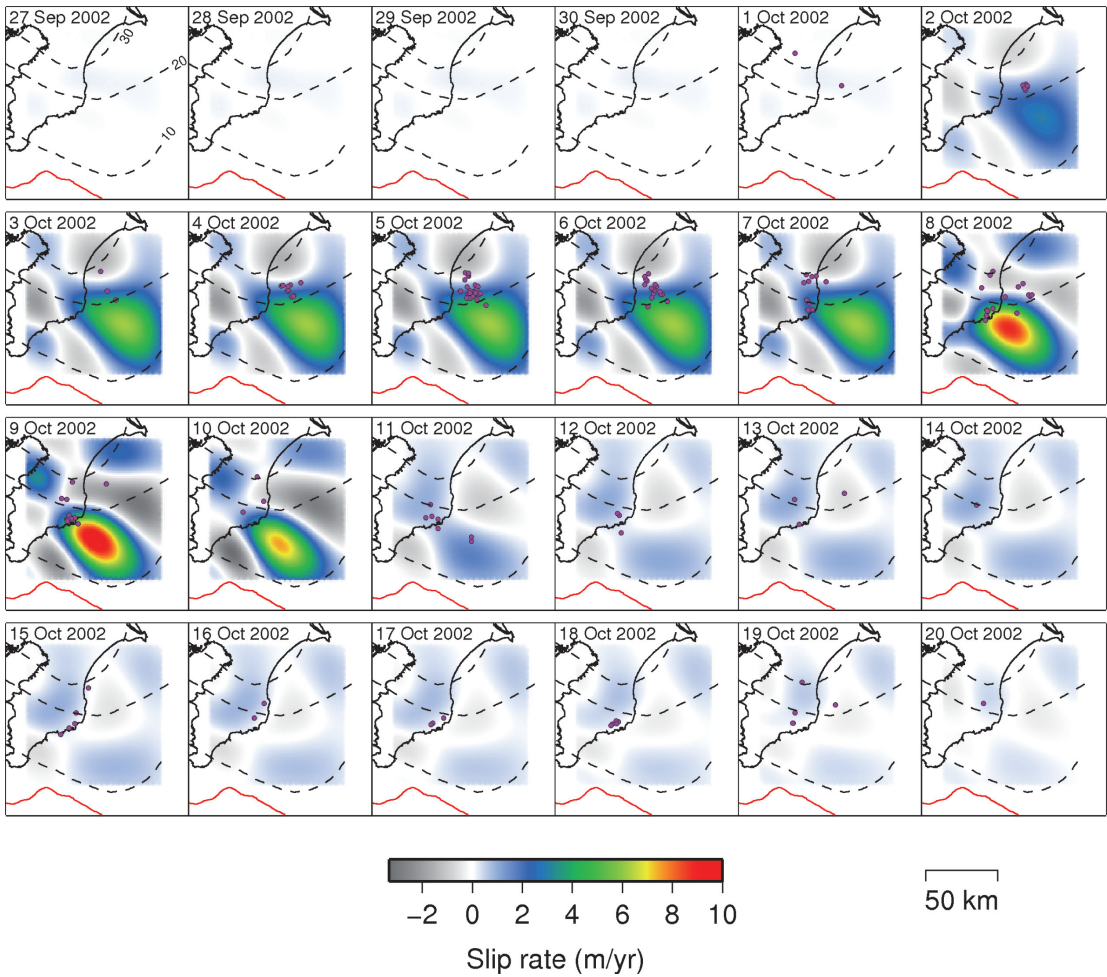 27 Sep 2002
28 Sep 2002
29 Sep 2002
30 Sep 2002
1 Oct 2002
2 Oct 2002
30
20
10
3 Oct 2002
4 Oct 2002
5 Oct 2002
6 Oct 2002
7 Oct 2002
8 Oct 2002
9 Oct 2002
10 Oct 2002
11 Oct 2002
12 Oct 2002
13 Oct 2002
14 Oct 2002
15 Oct 2002
16 Oct 2002
17 Oct 2002
18 Oct 2002
19 Oct 2002
20 Oct 2002
−2 0 2 4 6 8 10
Slip rate (m/yr)
50 km